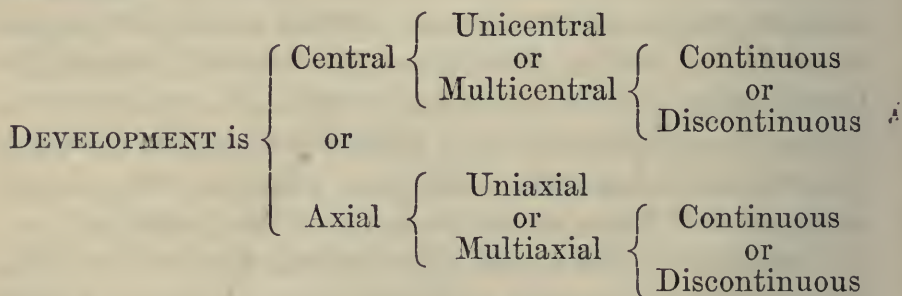 Unicentral
Central or Continuous
Multicentral or
Discontinuous
DEVELOPMENT is or
Uniaxial
Axial or Continuous
Multiaxial or
Discontinuous